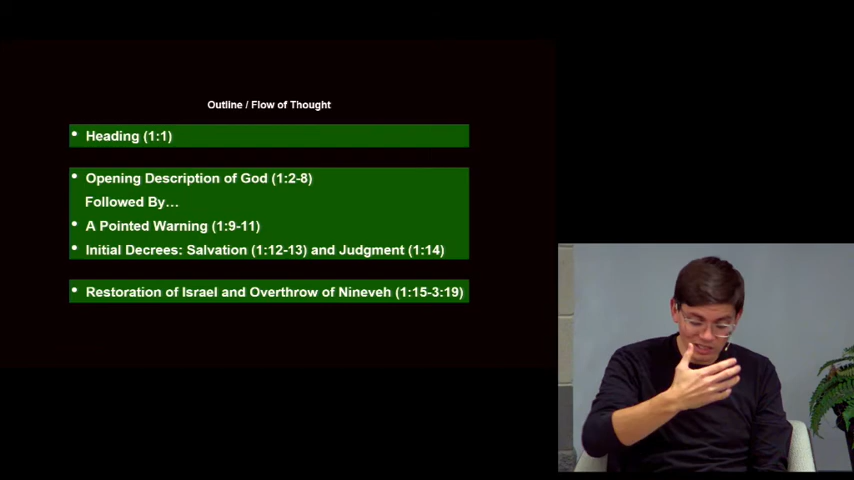 Outline / Flow of Thought
• Heading (1:1)
• Opening Description of God (1:2-8)
Followed By…
• A Pointed Warning (1:9-11)
• Initial Decrees: Salvation (1:12-13) and Judgment (1:14)
• Restoration of Israel and Overthrow of Nineveh (1:15-3:19)